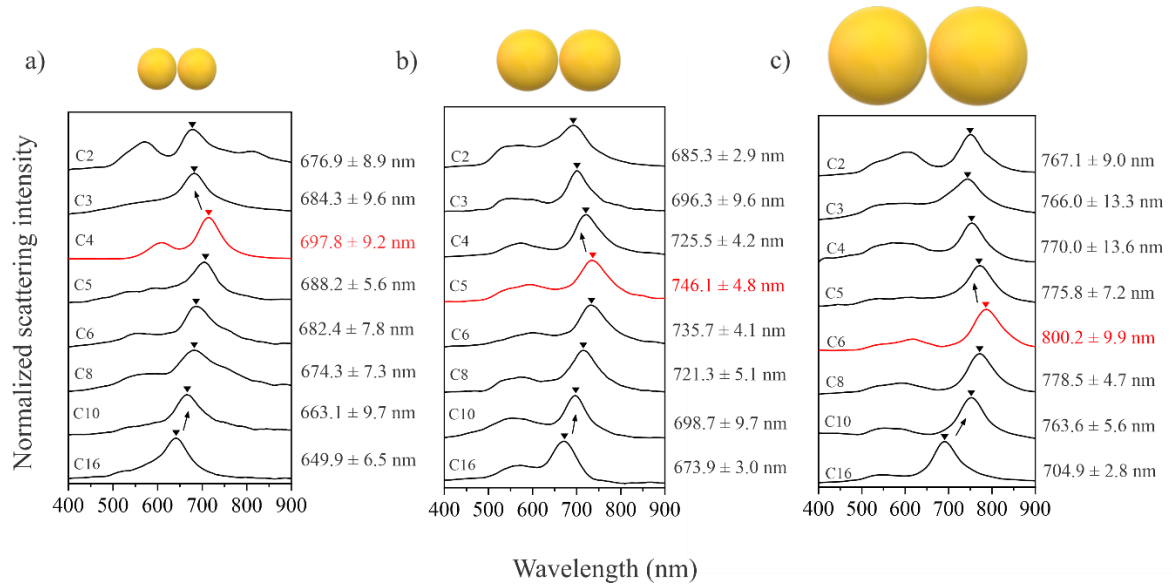 a)
b)
c)
Normalized scattering intensity
C2
676.9 ± 8.9 nm
C3
684.3 ± 9.6 nm
C4
697.8 ± 9.2 nm
C5
688.2 ± 5.6 nm
C6
682.4 ± 7.8 nm
C8
674.3 ± 7.3 nm
C10
663.1 ± 9.7 nm
C16
649.9 ± 6.5 nm
400 500 600 700 800 900
C2
685.3 ± 2.9 nm
C3
696.3 ± 9.6 nm
C4
725.5 ± 4.2 nm
C5
746.1 ± 4.8 nm
C6
735.7 ± 4.1 nm
C8
721.3 ± 5.1 nm
C10
698.7 ± 9.7 nm
C16
673.9 ± 3.0 nm
400 500 600 700 800 900
C2
767.1 ± 9.0 nm
C3
766.0 ± 13.3 nm
C4
770.0 ± 13.6 nm
C5
775.8 ± 7.2 nm
C6
800.2 ± 9.9 nm
C8
778.5 ± 4.7 nm
C10
763.6 ± 5.6 nm
C16
704.9 ± 2.8 nm
400 500 600 700 800 900
Wavelength (nm)